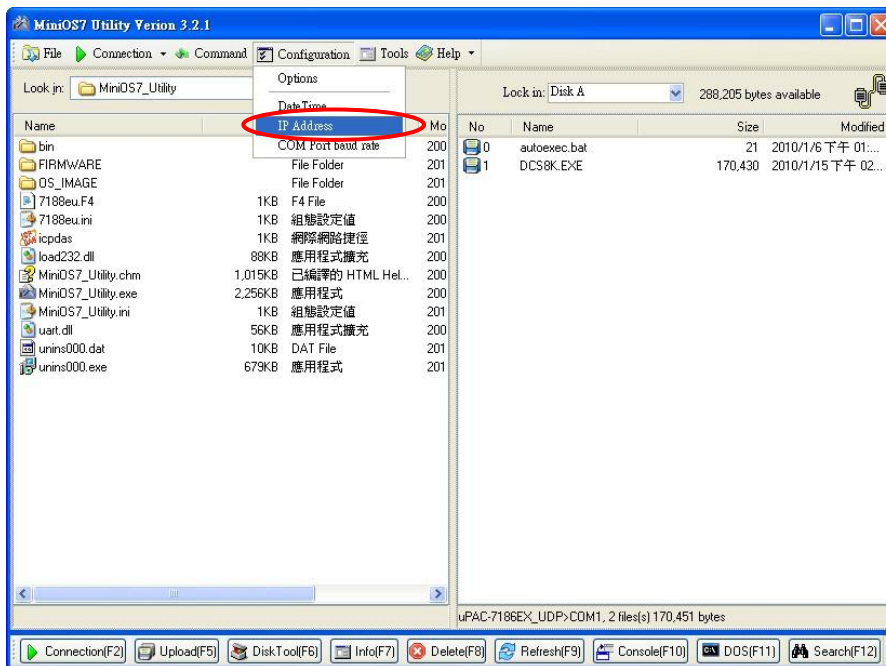 MiniOS7 Utility Verion 3.2.1
File Connection Command Configuration Tools Help
Look jn: MiniOS7_Utility
Options
DateTime
IP Address
COM Port baud rate
Lock in: Disk A 288,205 bytes available
Name Mo
bin 200
FIRMWARE File Folder 201
OS_IMAGE File Folder 201
7188eu.F4 1KB F4 File 200
7188eu.ini 1KB 組態設定值 200
icpdas 1KB 網際網路捷徑 201
load232.dll 88KB 應用程式擴充 200
MiniOS7_Utility.chm 1,015KB 已編譯的 HTML Hel... 200
MiniOS7_Utility.exe 2,256KB 應用程式 200
MiniOS7_Utility.ini 1KB 組態設定值 201
uart.dll 56KB 應用程式擴充 200
unins000.dat 10KB DAT File 201
unins000.exe 679KB 應用程式 201
No Name Size Modified
0 autoexec.bat 21 2010/1/6 下午 01:...
1 DCS8K.EXE 170,430 2010/1/15 下午 02...
uPAC-7186EX_UDP>COM1, 2 files(s) 170,451 bytes
Connection(F2) Upload(F5) DiskTool(F6) Info(F7) Delete(F8) Refresh(F9) Console(F10) DOS(F11) Search(F12)